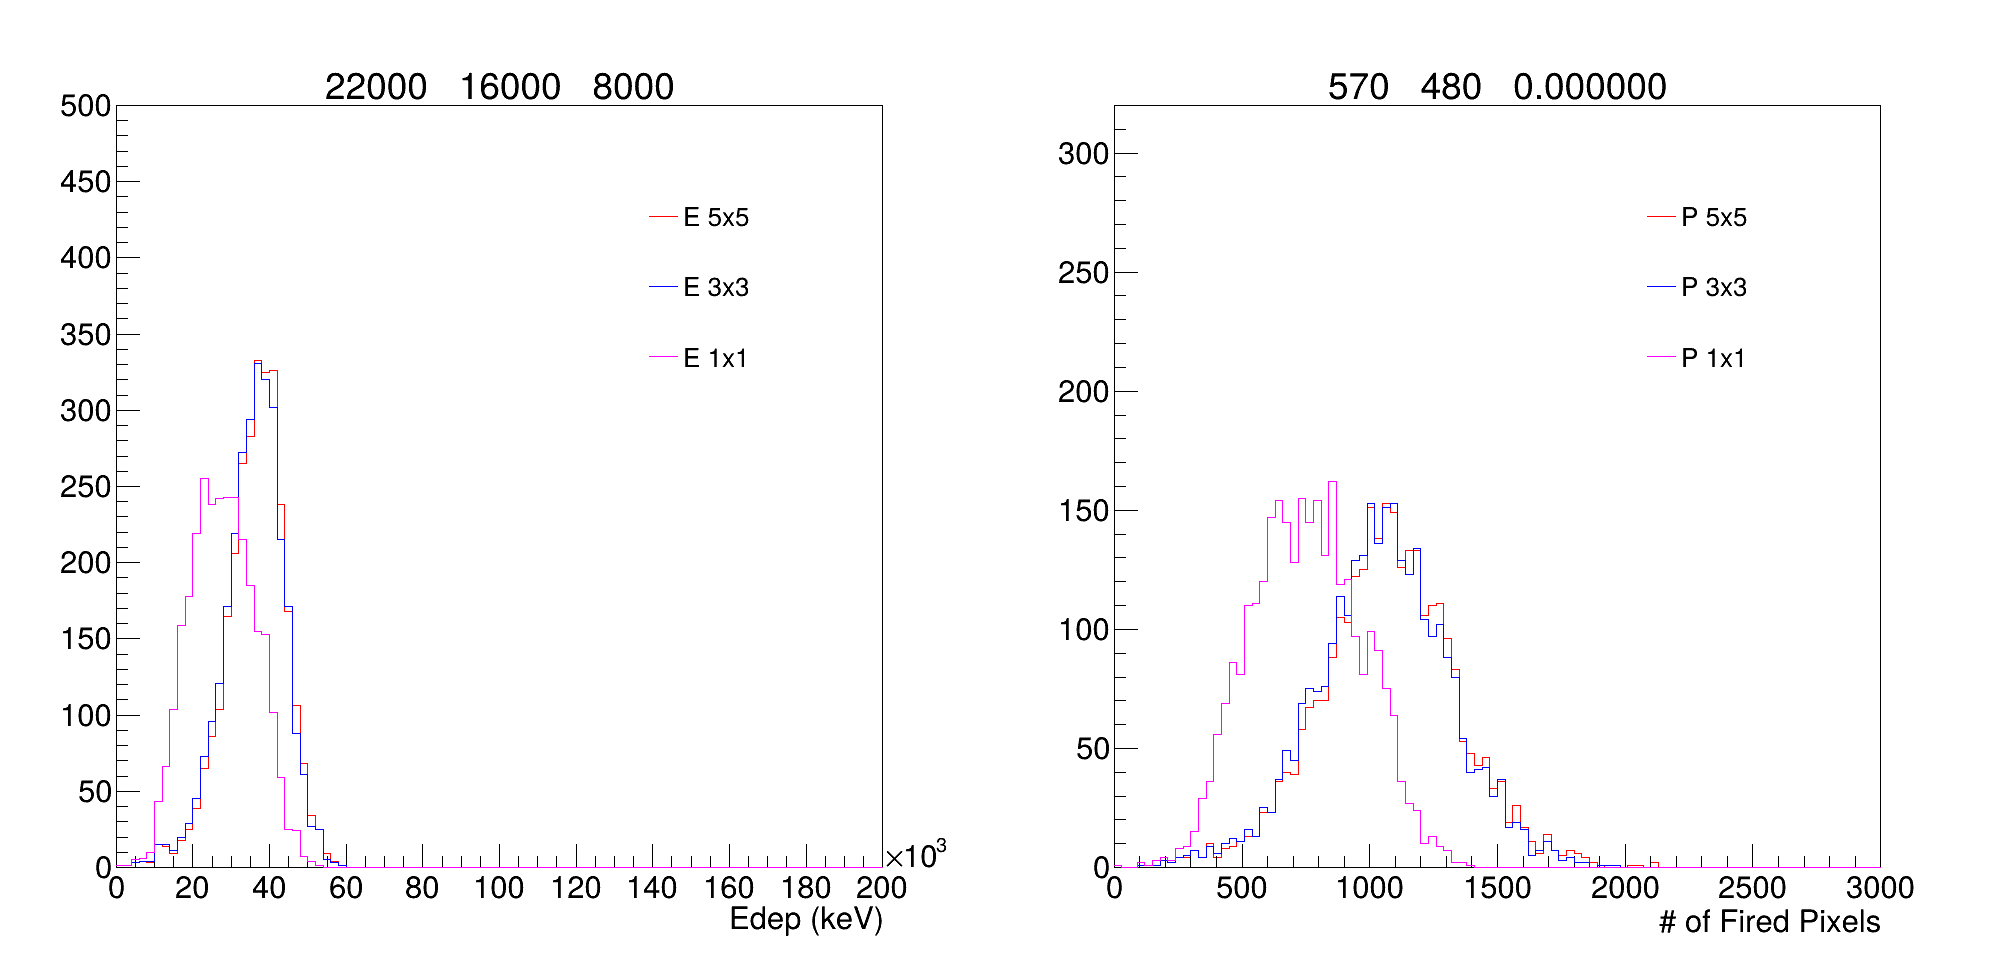 22000 16000 8000
500
450
400
350
300
250
200
150
100
50
0
E 5x5
E 3x3
E 1x1
0 20 40 60 80 100 120 140 160 180 200
×10³
Edep (keV)
570 480 0.000000
300
250
200
150
100
50
0
P 5x5
P 3x3
P 1x1
0 500 1000 1500 2000 2500 3000
# of Fired Pixels